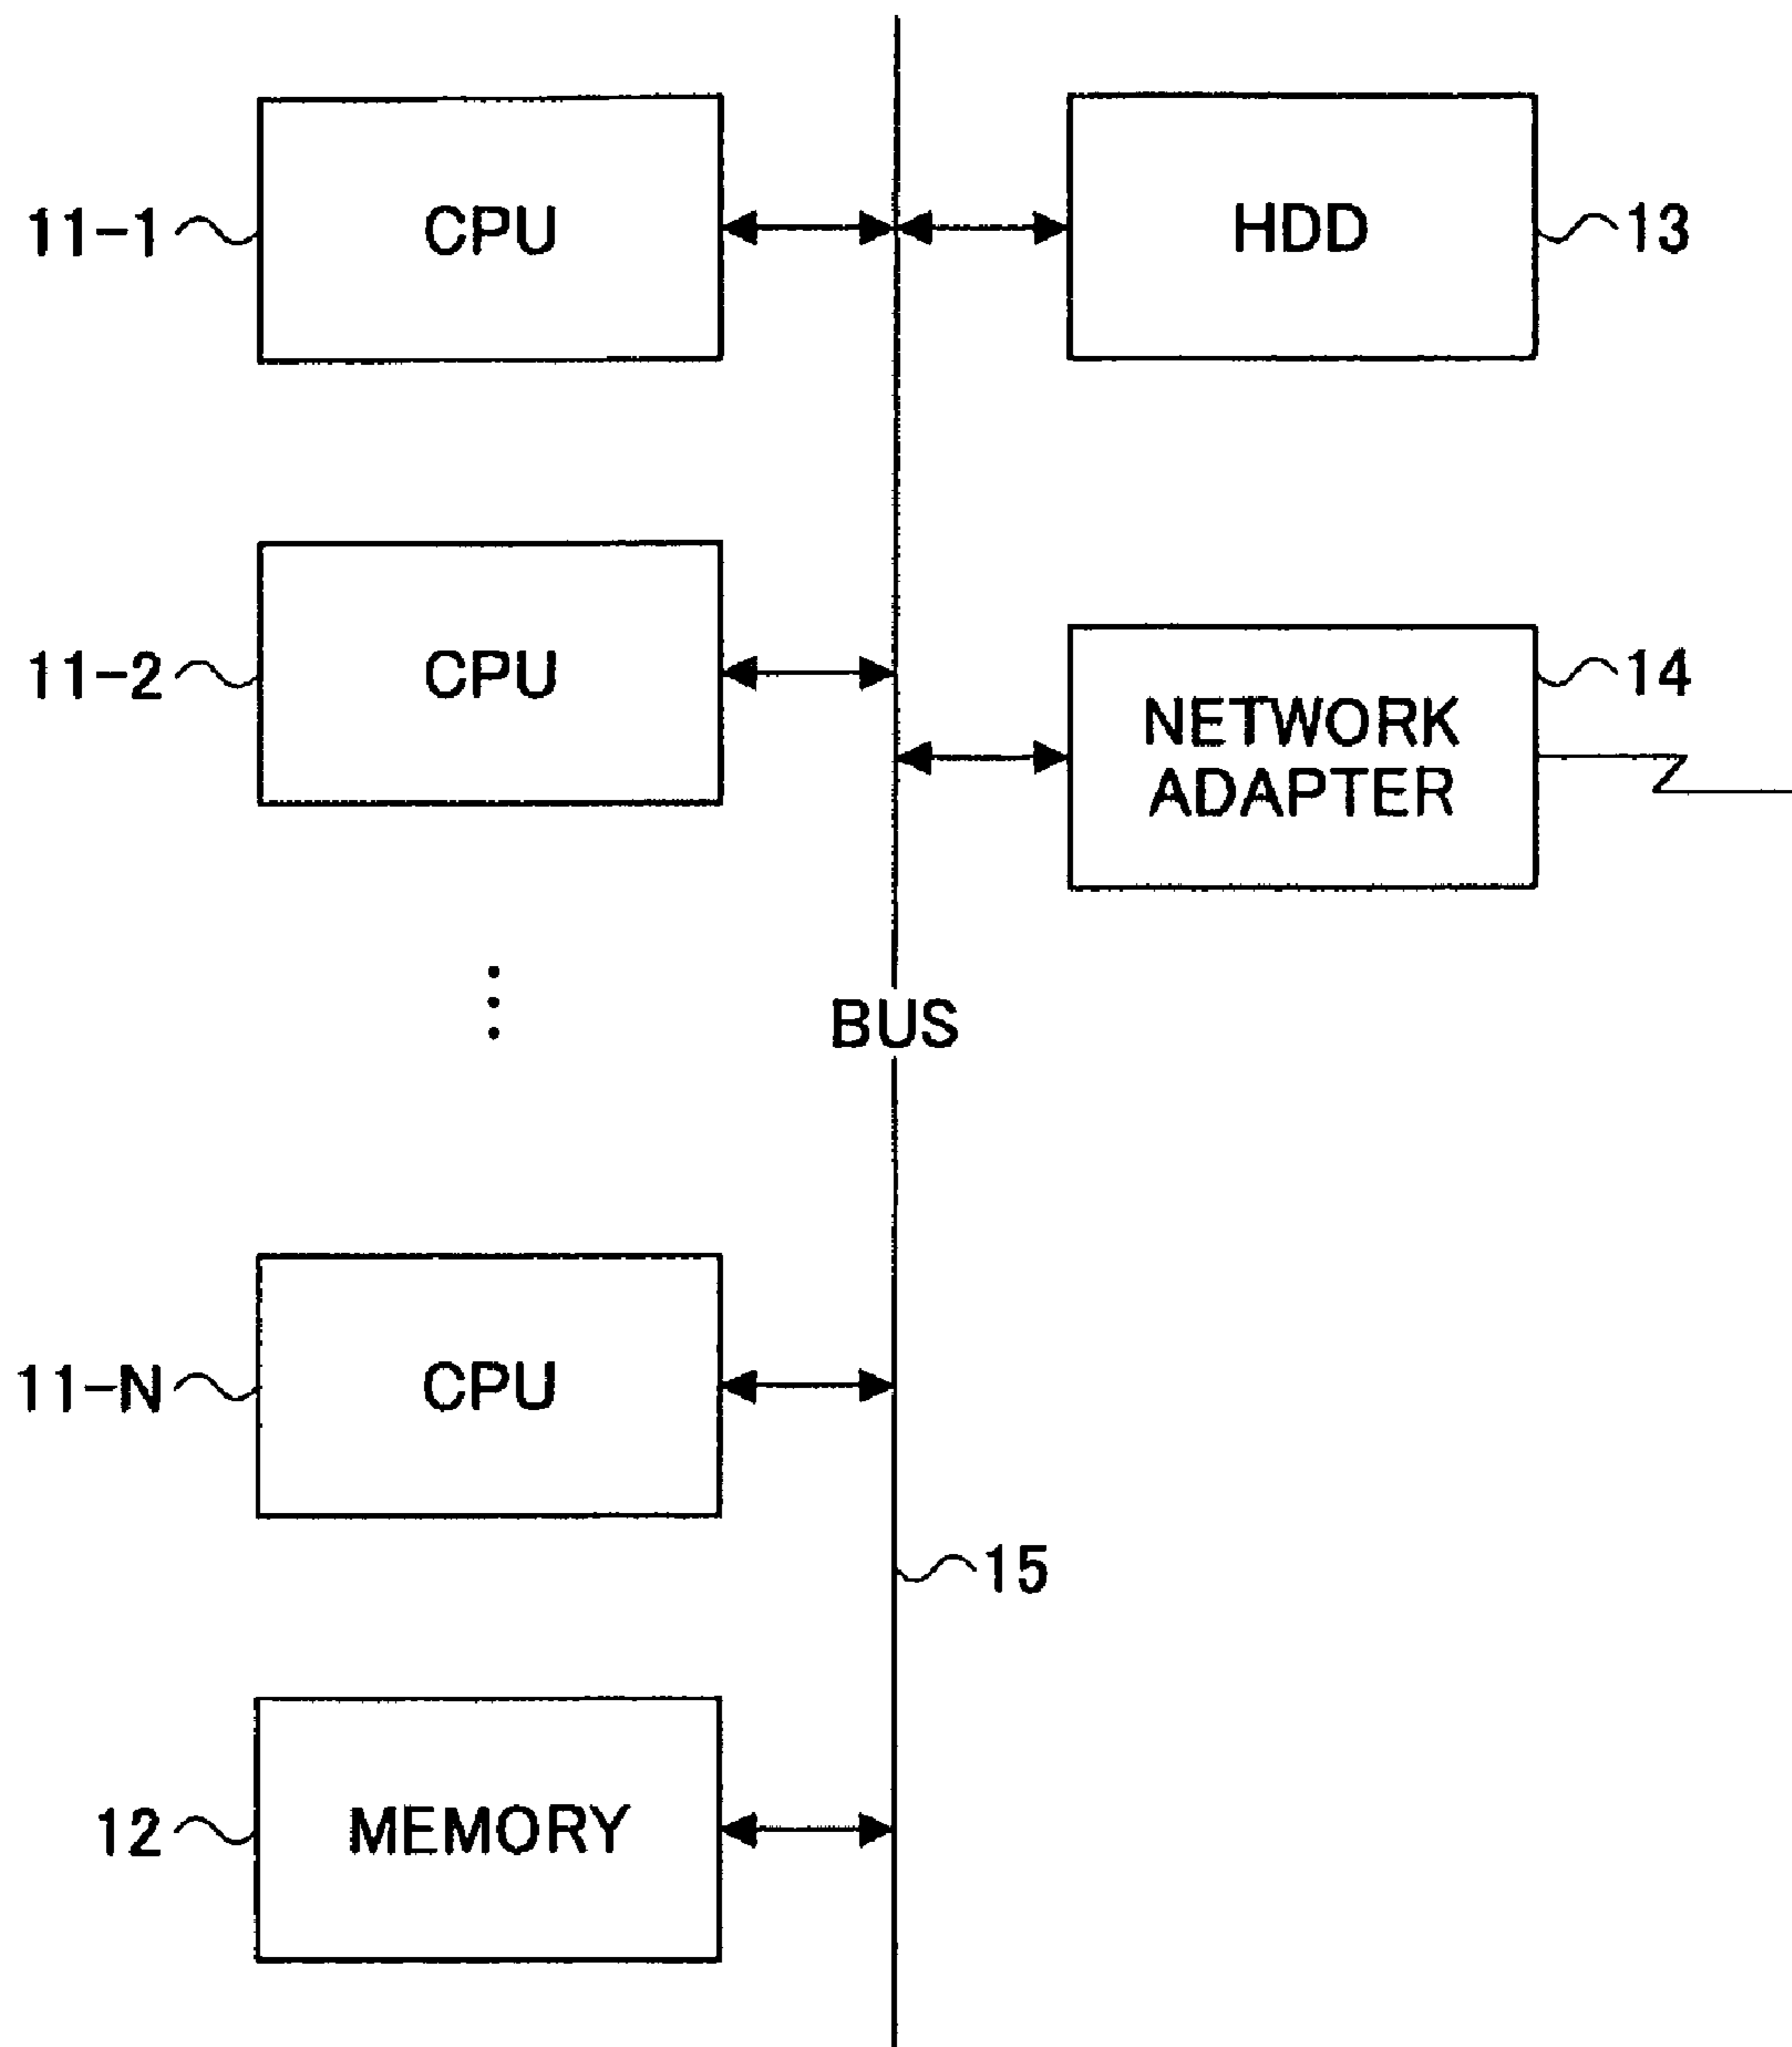 11-1
CPU
HDD
13
11-2
CPU
NETWORK
ADAPTER
14
BUS
11-N
CPU
15
12
MEMORY